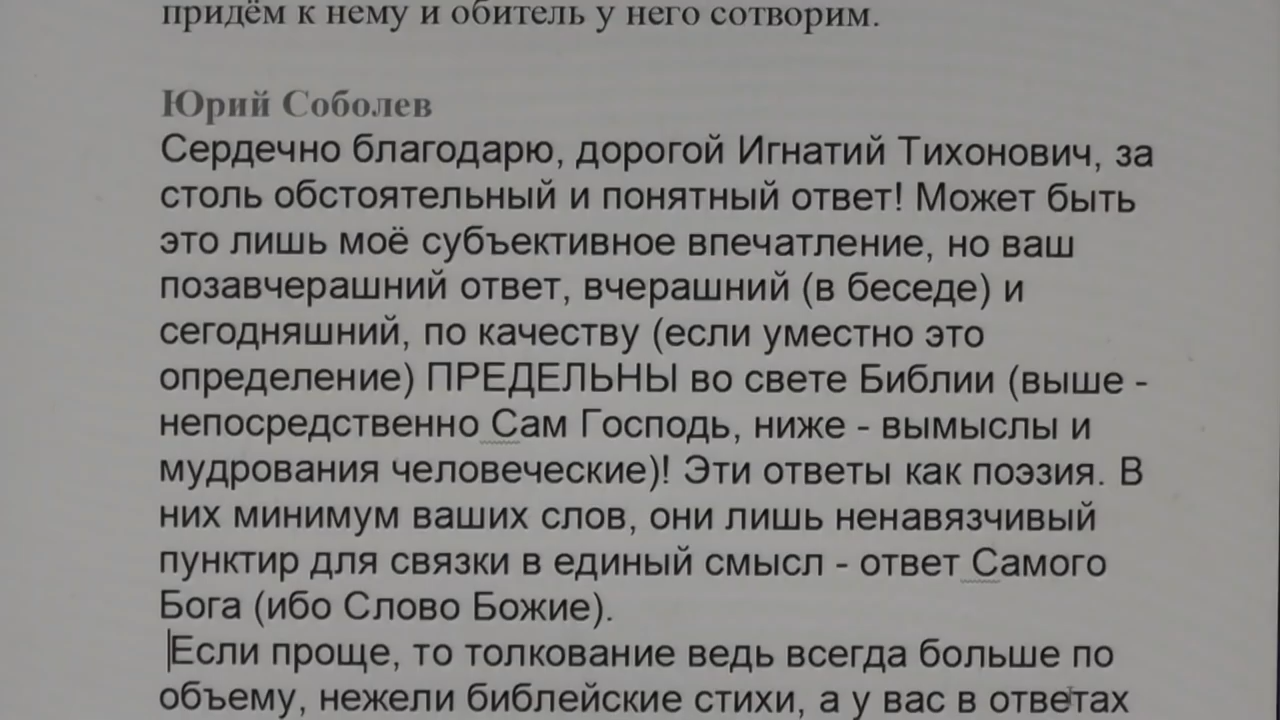 придём к нему и обитель у него сотворим.
Юрий Соболев
Сердечно благодарю, дорогой Игнатий Тихонович, за
столь обстоятельный и понятный ответ! Может быть
это лишь моё субъективное впечатление, но ваш
позавчерашний ответ, вчерашний (в беседе) и
сегодняшний, по качеству (если уместно это
определение) ПРЕДЕЛЬНЫ во свете Библии (выше -
непосредственно Сам Господь, ниже - вымыслы и
мудрования человеческие)! Эти ответы как поэзия. В
них минимум ваших слов, они лишь ненавязчивый
пунктир для связки в единый смысл - ответ Самого
Бога (ибо Слово Божие).
Если проще, то толкование ведь всегда больше по
объему, нежели библейские стихи, а у вас в ответах